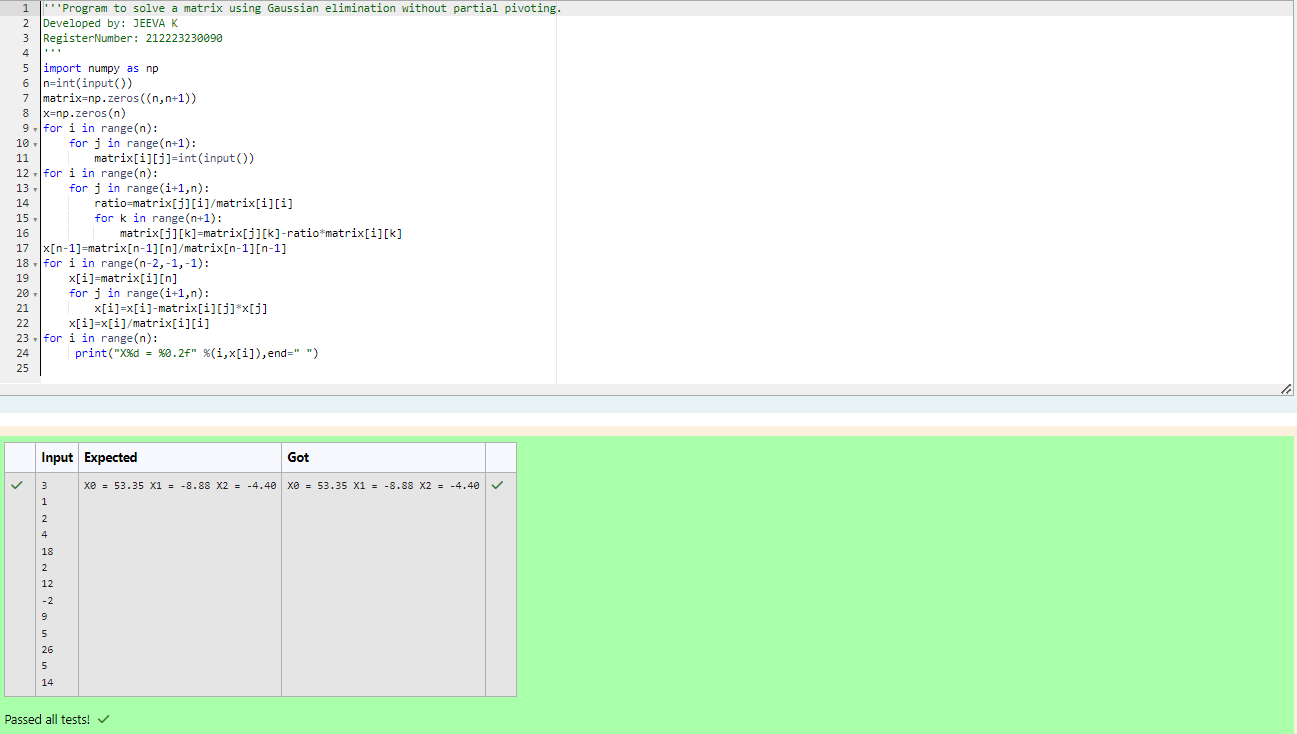 1 '''Program to solve a matrix using Gaussian elimination without partial pivoting.
2 Developed by: JEEVA K
3 RegisterNumber: 212223230090
4 '''
5 import numpy as np
6 n=int(input())
7 matrix=np.zeros((n,n+1))
8 x=np.zeros(n)
9 for i in range(n):
10     for j in range(n+1):
11         matrix[i][j]=int(input())
12 for i in range(n):
13     for j in range(i+1,n):
14         ratio=matrix[j][i]/matrix[i][i]
15         for k in range(n+1):
16             matrix[j][k]=matrix[j][k]-ratio*matrix[i][k]
17 x[n-1]=matrix[n-1][n]/matrix[n-1][n-1]
18 for i in range(n-2,-1,-1):
19     x[i]=matrix[i][n]
20     for j in range(i+1,n):
21         x[i]=x[i]-matrix[i][j]*x[j]
22     x[i]=x[i]/matrix[i][i]
23 for i in range(n):
24      print("X%d = %0.2f" %(i,x[i]),end=" ")
25
Input Expected Got
3 X0 = 53.35 X1 = -8.88 X2 = -4.40 X0 = 53.35 X1 = -8.88 X2 = -4.40
1
2
4
18
2
12
-2
9
5
26
5
14
Passed all tests!